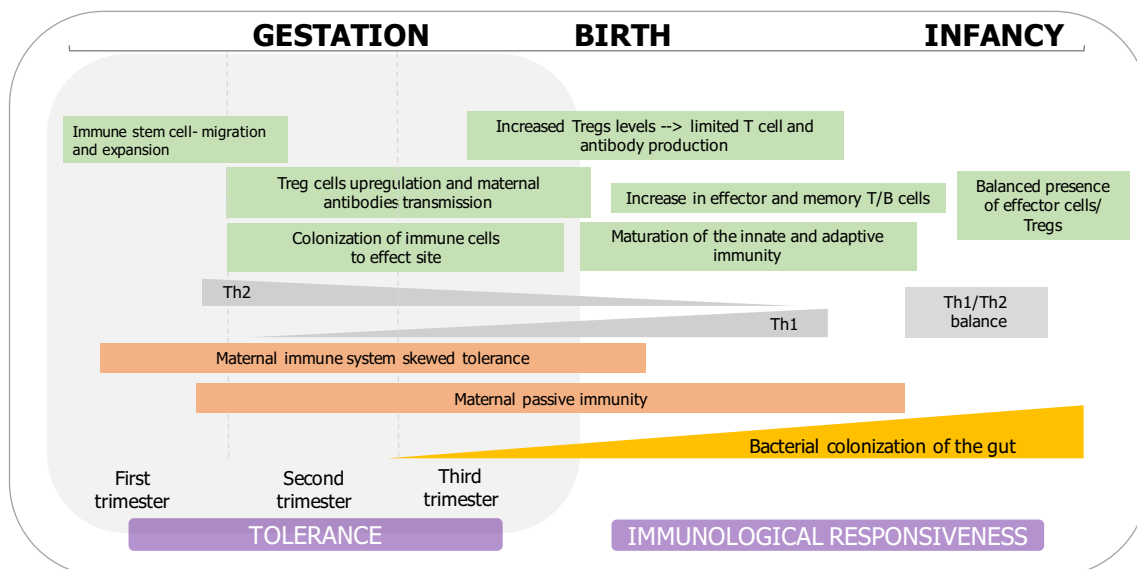 GESTATION
BIRTH
INFANCY
Immune stem cell- migration
and expansion
Increased Tregs levels --> limited T cell and
antibody production
Treg cells upregulation and maternal
antibodies transmission
Increase in effector and memory T/B cells
Balanced presence
of effector cells/
Tregs
Colonization of immune cells
to effect site
Maturation of the innate and adaptive
immunity
Th2
Th1
Th1/Th2
balance
Maternal immune system skewed tolerance
Maternal passive immunity
Bacterial colonization of the gut
First
trimester
Second
trimester
Third
trimester
TOLERANCE
IMMUNOLOGICAL RESPONSIVENESS